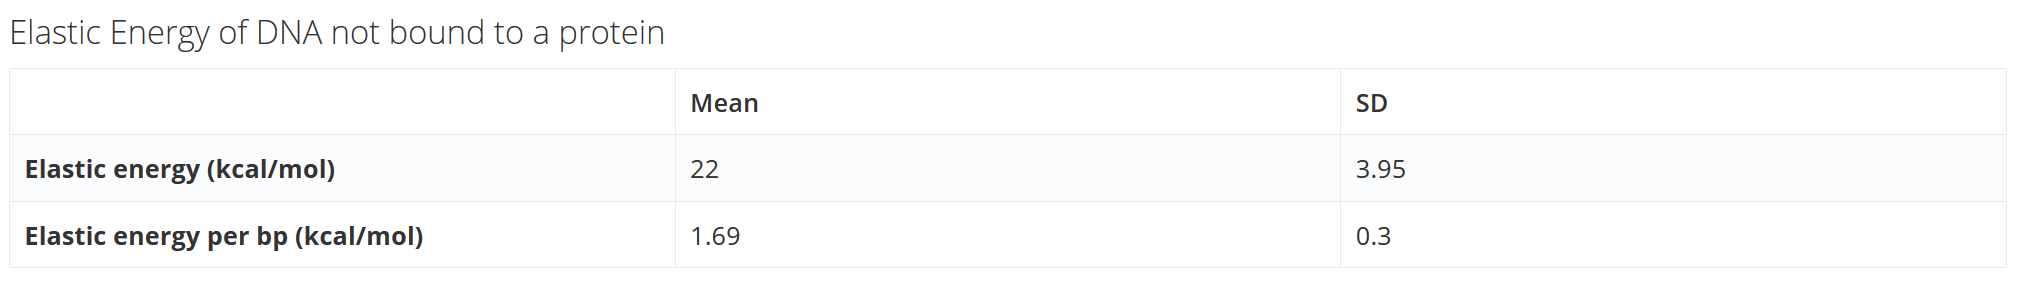 Elastic Energy of DNA not bound to a protein
Mean SD
Elastic energy (kcal/mol) 22 3.95
Elastic energy per bp (kcal/mol) 1.69 0.3